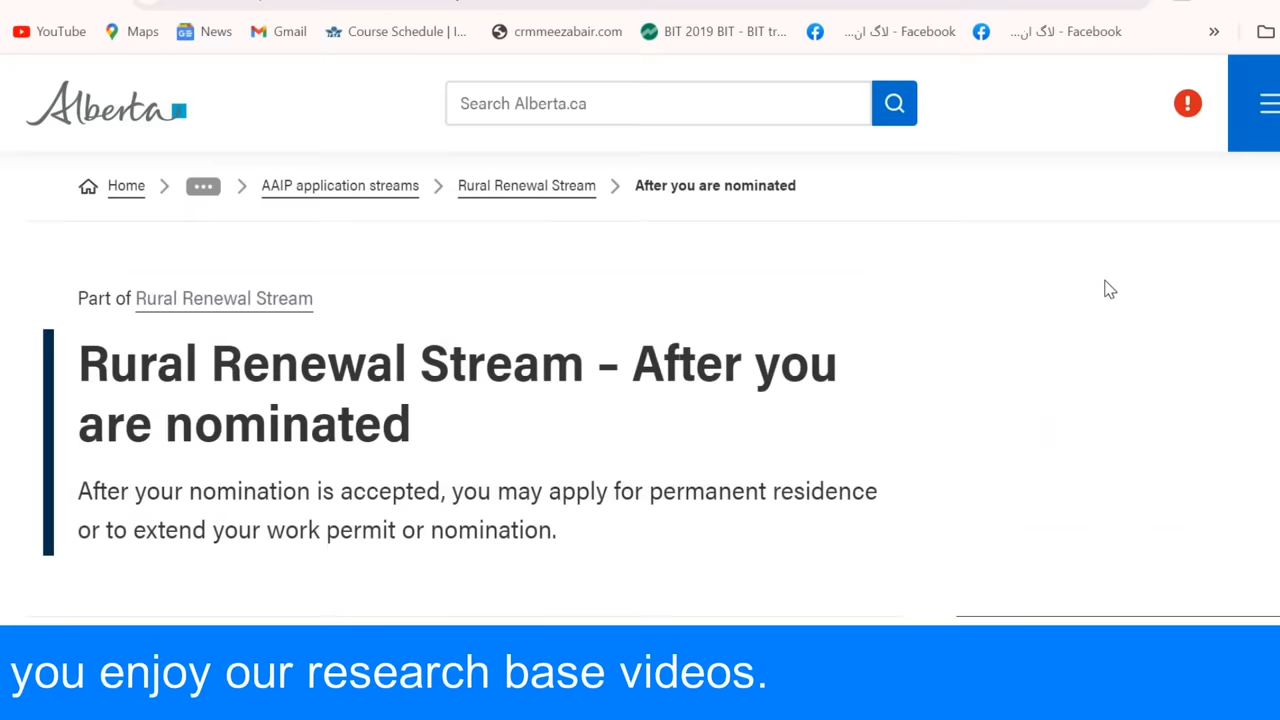 YouTube Maps News Gmail Course Schedule | I... crmmeezabair.com BIT 2019 BIT - BIT tr... ...لاگ ان - Facebook ...لاگ ان - Facebook »
Alberta Search Alberta.ca
Home ... AAIP application streams Rural Renewal Stream After you are nominated
Part of Rural Renewal Stream
Rural Renewal Stream – After you
are nominated
After your nomination is accepted, you may apply for permanent residence
or to extend your work permit or nomination.
you enjoy our research base videos.